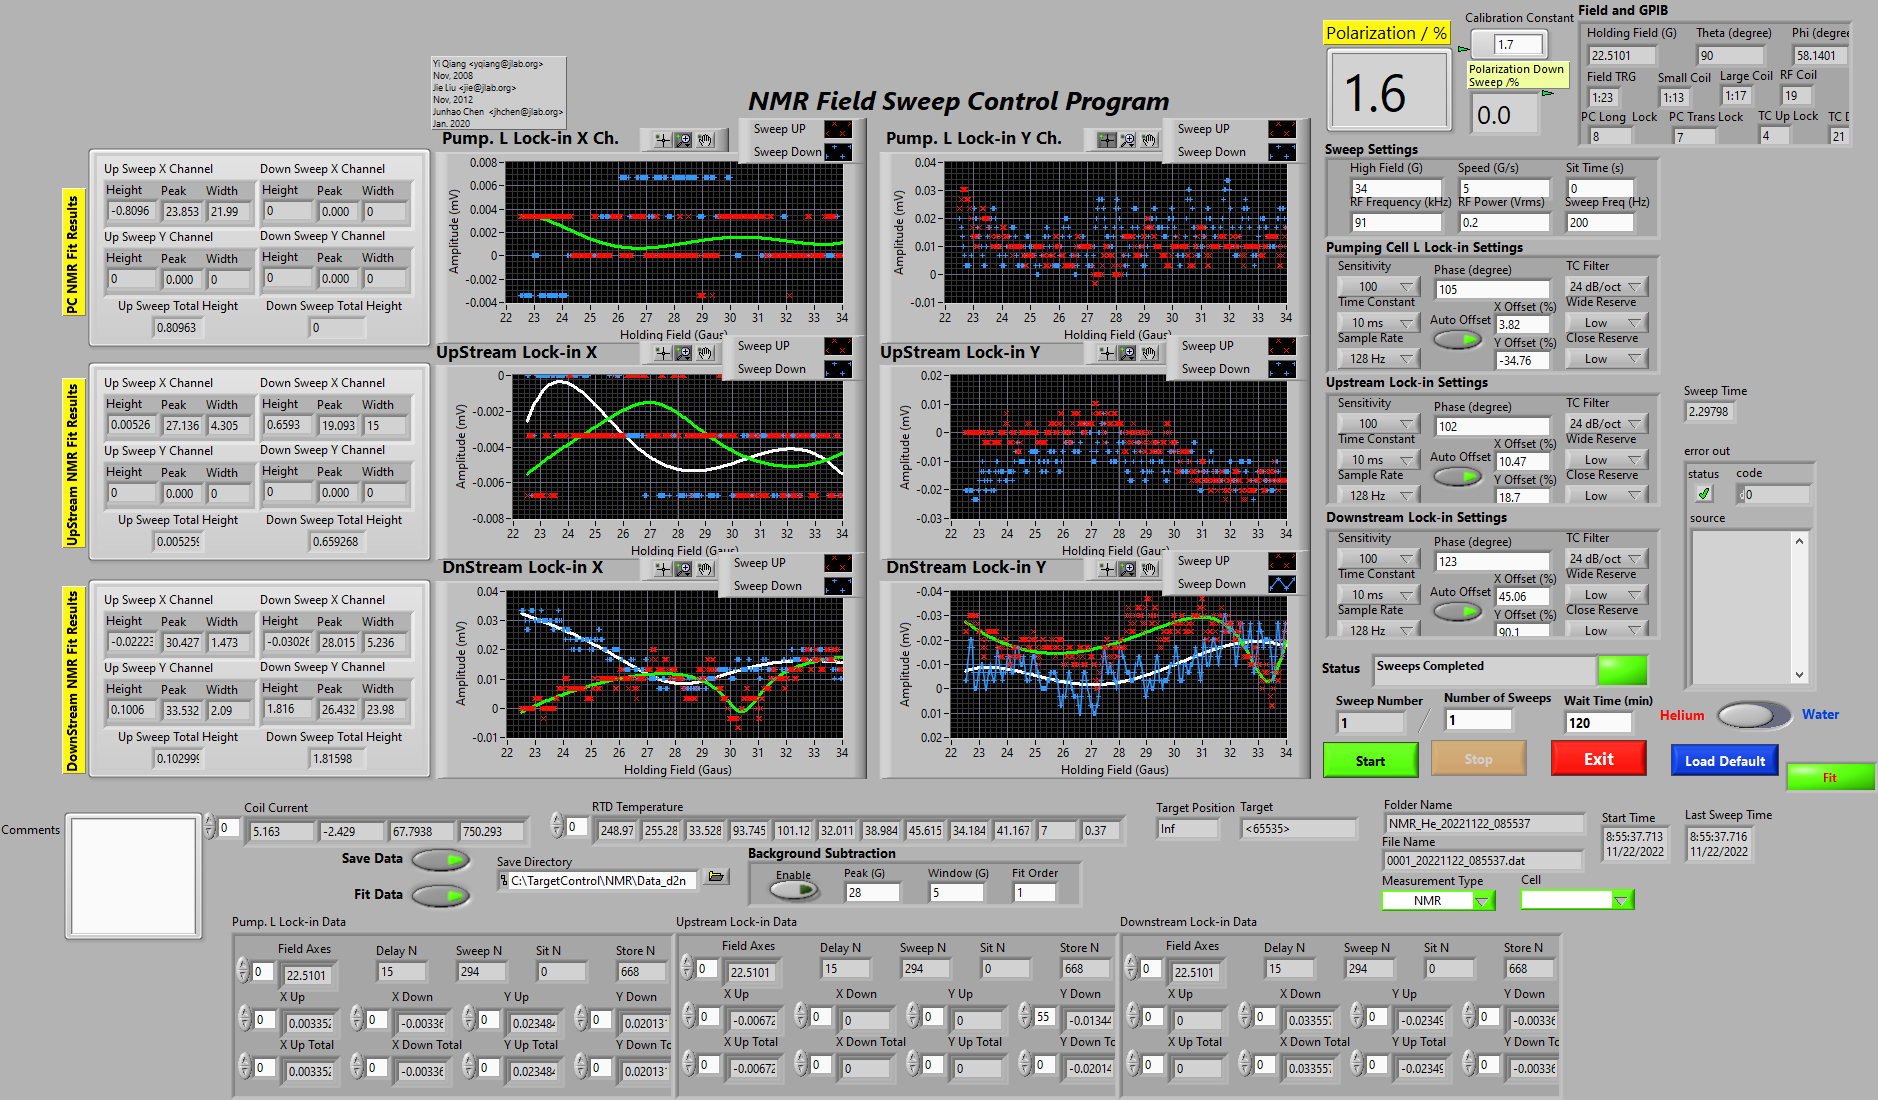 Polarization / %
1.6
Calibration Constant
1.7
Polarization Down
Sweep /%
0.0
Field and GPIB
Holding Field (G) Theta (degree) Phi (degree
22.5101 90 58.1401
Field TRG Small Coil Large Coil RF Coil
1:23 1:13 1:17 19
PC Long Lock PC Trans Lock TC Up Lock TC D
8 7 4 21
Yi Qiang <yqiang@jlab.org>
Nov, 2008
Jie Liu <jie@jlab.org>
Nov, 2012
Junhao Chen <jhchen@jlab.org>
Jan. 2020
NMR Field Sweep Control Program
PC NMR Fit Results
Up Sweep X Channel Down Sweep X Channel
Height Peak Width Height Peak Width
-0.8096 23.853 21.99 0 0.000 0
Up Sweep Y Channel Down Sweep Y Channel
Height Peak Width Height Peak Width
0 0.000 0 0 0.000 0
Up Sweep Total Height Down Sweep Total Height
0.80963 0
UpStream NMR Fit Results
Up Sweep X Channel Down Sweep X Channel
Height Peak Width Height Peak Width
0.00526 27.136 4.305 0.6593 19.093 15
Up Sweep Y Channel Down Sweep Y Channel
Height Peak Width Height Peak Width
0 0.000 0 0 0.000 0
Up Sweep Total Height Down Sweep Total Height
0.005259 0.659268
DownStream NMR Fit Results
Up Sweep X Channel Down Sweep X Channel
Height Peak Width Height Peak Width
-0.02223 30.427 1.473 -0.03026 28.015 5.236
Up Sweep Y Channel Down Sweep Y Channel
Height Peak Width Height Peak Width
0.1006 33.532 2.09 1.816 26.432 23.98
Up Sweep Total Height Down Sweep Total Height
0.102999 1.81598
Pump. L Lock-in X Ch.
Sweep UP
Sweep Down
Amplitude (mV)
0.008
0.006
0.004
0.002
0
-0.002
-0.004
22 23 24 25 26 27 28 29 30 31 32 33 34
Holding Field (Gaus)
Pump. L Lock-in Y Ch.
Sweep UP
Sweep Down
Amplitude (mV)
0.04
0.03
0.02
0.01
0
-0.01
22 23 24 25 26 27 28 29 30 31 32 33 34
Holding Field (Gaus)
UpStream Lock-in X
Sweep UP
Sweep Down
Amplitude (mV)
0
-0.002
-0.004
-0.006
-0.008
22 23 24 25 26 27 28 29 30 31 32 33 34
Holding Field (Gaus)
UpStream Lock-in Y
Sweep UP
Sweep Down
Amplitude (mV)
0.02
0.01
0
-0.01
-0.02
-0.03
22 23 24 25 26 27 28 29 30 31 32 33 34
Holding Field (Gaus)
DnStream Lock-in X
Sweep UP
Sweep Down
Amplitude (mV)
0.04
0.03
0.02
0.01
0
-0.01
22 23 24 25 26 27 28 29 30 31 32 33 34
Holding Field (Gaus)
DnStream Lock-in Y
Sweep UP
Sweep Down
Amplitude (mV)
-0.04
-0.03
-0.02
-0.01
0
0.01
0.02
22 23 24 25 26 27 28 29 30 31 32 33 34
Holding Field (Gaus)
Sweep Settings
High Field (G) Speed (G/s) Sit Time (s)
34 5 0
RF Frequency (kHz) RF Power (Vrms) Sweep Freq (Hz)
91 0.2 200
Pumping Cell L Lock-in Settings
Sensitivity Phase (degree) TC Filter
100 105 24 dB/oct
Time Constant X Offset (%) Wide Reserve
10 ms Auto Offset 3.82 Low
Sample Rate Y Offset (%) Close Reserve
128 Hz -34.76 Low
Upstream Lock-in Settings
Sensitivity Phase (degree) TC Filter
100 102 24 dB/oct
Time Constant X Offset (%) Wide Reserve
10 ms Auto Offset 10.47 Low
Sample Rate Y Offset (%) Close Reserve
128 Hz 18.7 Low
Downstream Lock-in Settings
Sensitivity Phase (degree) TC Filter
100 123 24 dB/oct
Time Constant X Offset (%) Wide Reserve
10 ms Auto Offset 45.06 Low
Sample Rate Y Offset (%) Close Reserve
128 Hz 90.1 Low
Sweep Time
2.29798
error out
status code
0
source
Status Sweeps Completed
Sweep Number Number of Sweeps Wait Time (min)
1 / 1 120
Helium Water
Start Stop Exit Load Default Fit
Comments
Coil Current
0 5.163 -2.429 67.7938 750.293
RTD Temperature
0 248.97 255.28 33.528 93.745 101.12 32.011 38.984 45.615 34.184 41.167 7 0.37
Target Position Target
Inf <65535>
Folder Name
NMR_He_20221122_085537
File Name
0001_20221122_085537.dat
Measurement Type Cell
NMR
Start Time Last Sweep Time
8:55:37.713 8:55:37.716
11/22/2022 11/22/2022
Save Data
Fit Data
Save Directory
C:\TargetControl\NMR\Data_d2n
Background Subtraction
Enable Peak (G) Window (G) Fit Order
28 5 1
Pump. L Lock-in Data
Field Axes Delay N Sweep N Sit N Store N
0 22.5101 15 294 0 668
X Up X Down Y Up Y Down
0 0.003352 0 -0.00336 0 0.023484 0 0.02013
X Up Total X Down Total Y Up Total Y Down To
0 0.003352 0 -0.00336 0 0.023484 0 0.02013
Upstream Lock-in Data
Field Axes Delay N Sweep N Sit N Store N
0 22.5101 15 294 0 668
X Up X Down Y Up Y Down
0 -0.00672 0 0 0 0 55 -0.01344
X Up Total X Down Total Y Up Total Y Down Tc
0 -0.00672 0 0 0 0 0 -0.02014
Downstream Lock-in Data
Field Axes Delay N Sweep N Sit N Store N
0 22.5101 15 294 0 668
X Up X Down Y Up Y Down
0 0 0 0.033557 0 -0.02349 0 -0.00336
X Up Total X Down Total Y Up Total Y Down Tc
0 0 0 0.033557 0 -0.02349 0 -0.00336